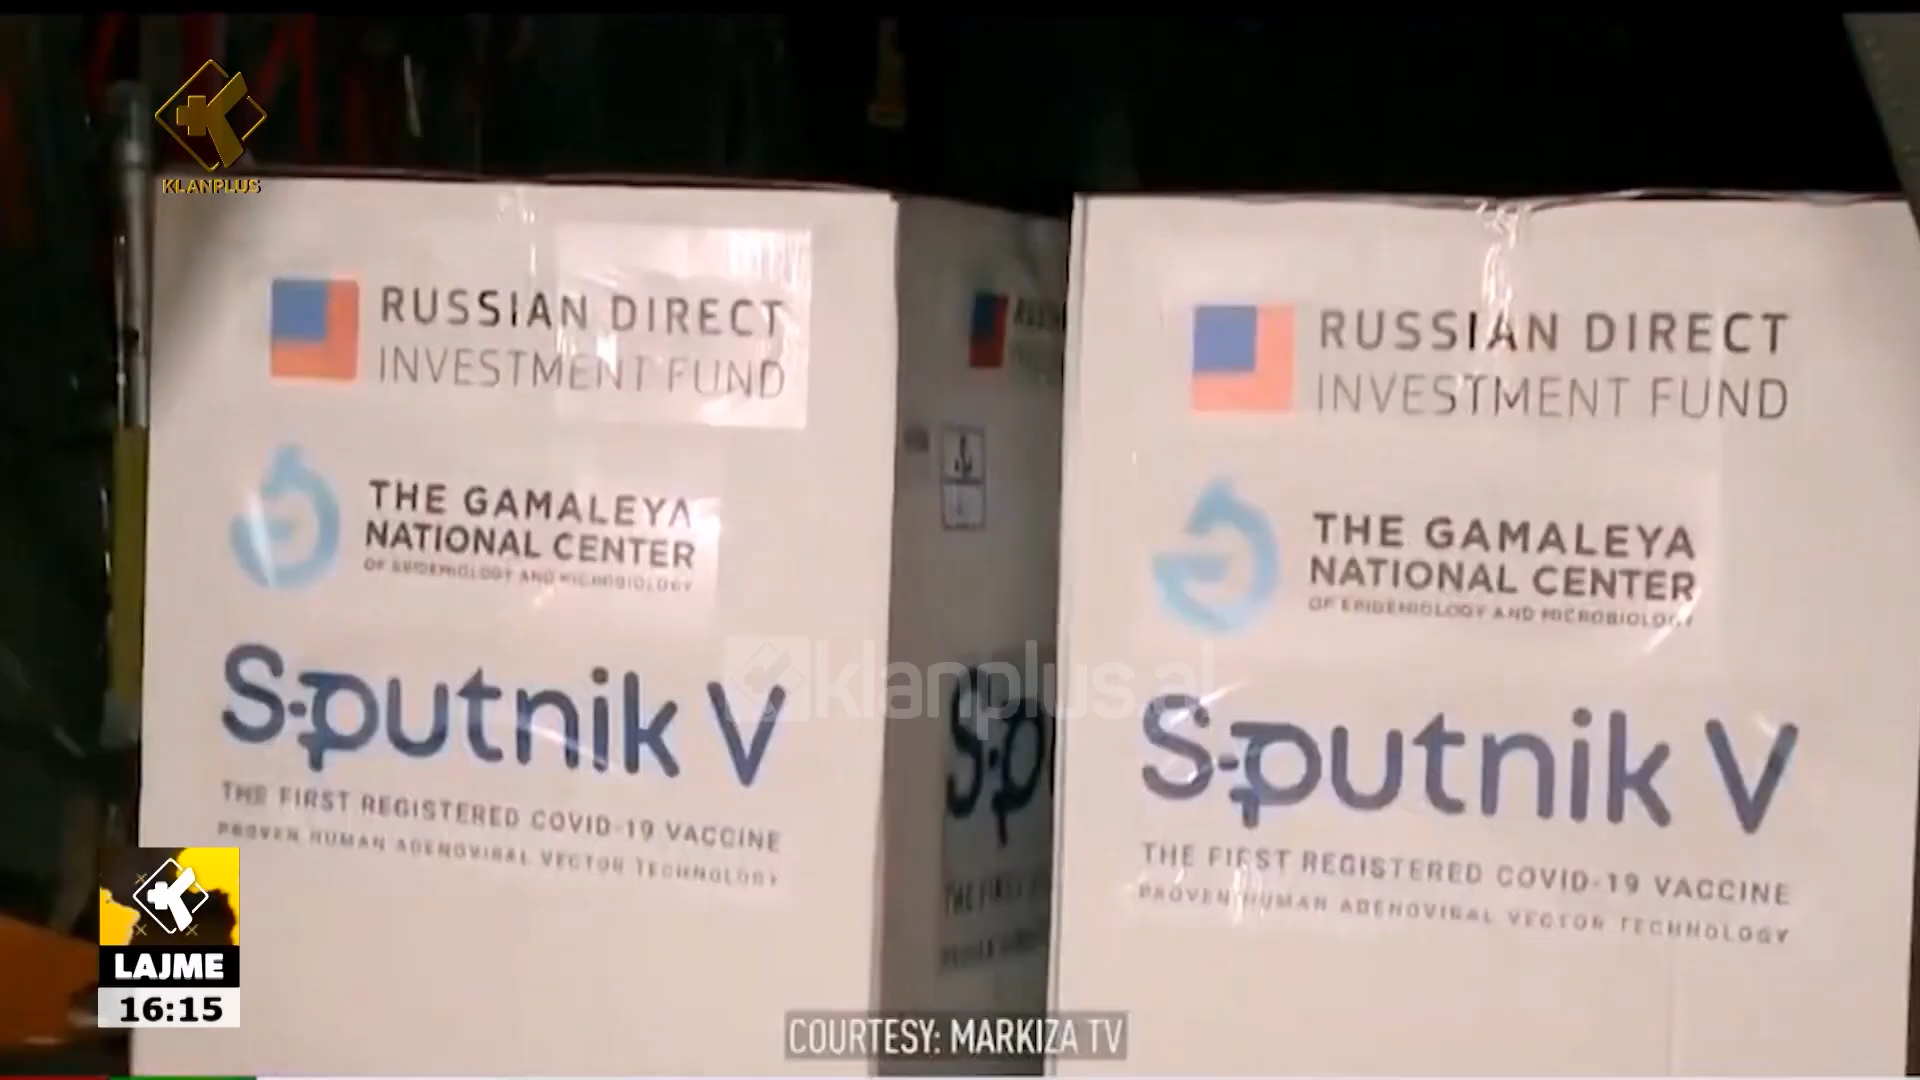 KLANPLUS
RUSSIAN DIRECT
INVESTMENT FUND
THE GAMALEYA
NATIONAL CENTER
OF EPIDEMIOLOGY AND MICROBIOLOGY
Sputnik V
THE FIRST REGISTERED COVID-19 VACCINE
PROVEN HUMAN ADENOVIRAL VECTOR TECHNOLOGY
RUSSIAN DIRECT
INVESTMENT FUND
THE GAMALEYA
NATIONAL CENTER
OF EPIDEMIOLOGY AND MICROBIOLOGY
Sputnik V
THE FIRST REGISTERED COVID-19 VACCINE
PROVEN HUMAN ADENOVIRAL VECTOR TECHNOLOGY
klanplus.al
THE FIRST
LAJME
16:15
COURTESY: MARKIZA TV